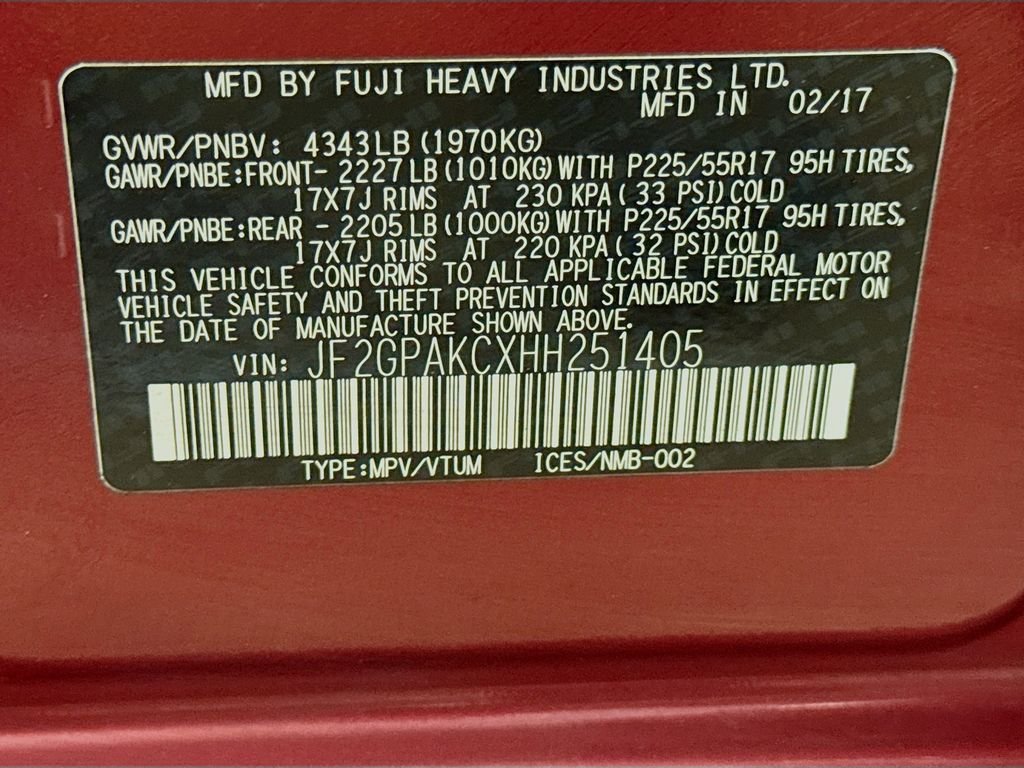 MFD BY FUJI HEAVY INDUSTRIES LTD.
MFD IN 02/17
GVWR/PNBV: 4343LB (1970KG)
GAWR/PNBE:FRONT- 2227LB (1010KG) WITH P225/55R17 95H TIRES,
17X7J RIMS AT 230 KPA ( 33 PSI) COLD
GAWR/PNBE:REAR - 2205LB (1000KG) WITH P225/55R17 95H TIRES,
17X7J RIMS AT 220 KPA ( 32 PSI) COLD
THIS VEHICLE CONFORMS TO ALL APPLICABLE FEDERAL MOTOR
VEHICLE SAFETY AND THEFT PREVENTION STANDARDS IN EFFECT ON
THE DATE OF MANUFACTURE SHOWN ABOVE.
VIN: JF2GPAKCXHH251405
TYPE:MPV/VTUM ICES/NMB-002